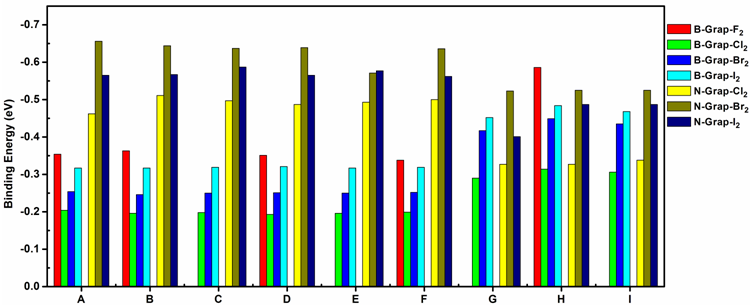 -0.7
-0.6
-0.5
-0.4
-0.3
-0.2
-0.1
0.0
Binding Energy (eV)
A B C D E F G H I
B-Grap-F2
B-Grap-Cl2
B-Grap-Br2
B-Grap-I2
N-Grap-Cl2
N-Grap-Br2
N-Grap-I2